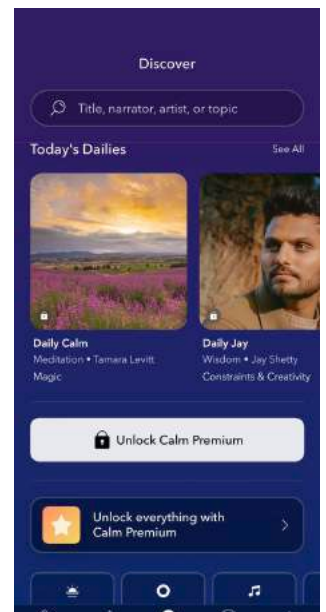 Discover
Title, narrator, artist, or topic
Today's Dailies
See All
Daily Calm
Meditation • Tamara Levitt
Magic
Daily Jay
Wisdom • Jay Shetty
Constraints & Creativity
Unlock Calm Premium
Unlock everything with
Calm Premium